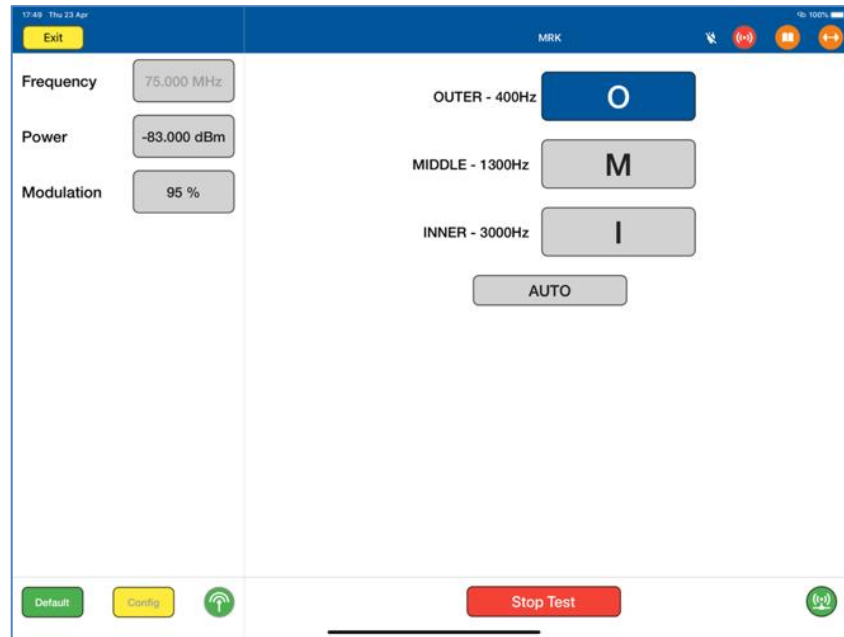 17:49 Thu 23 Apr
100%
Exit
MRK
Frequency
75.000 MHz
Power
-83.000 dBm
Modulation
95 %
OUTER - 400Hz
O
MIDDLE - 1300Hz
M
INNER - 3000Hz
I
AUTO
Default
Config
Stop Test